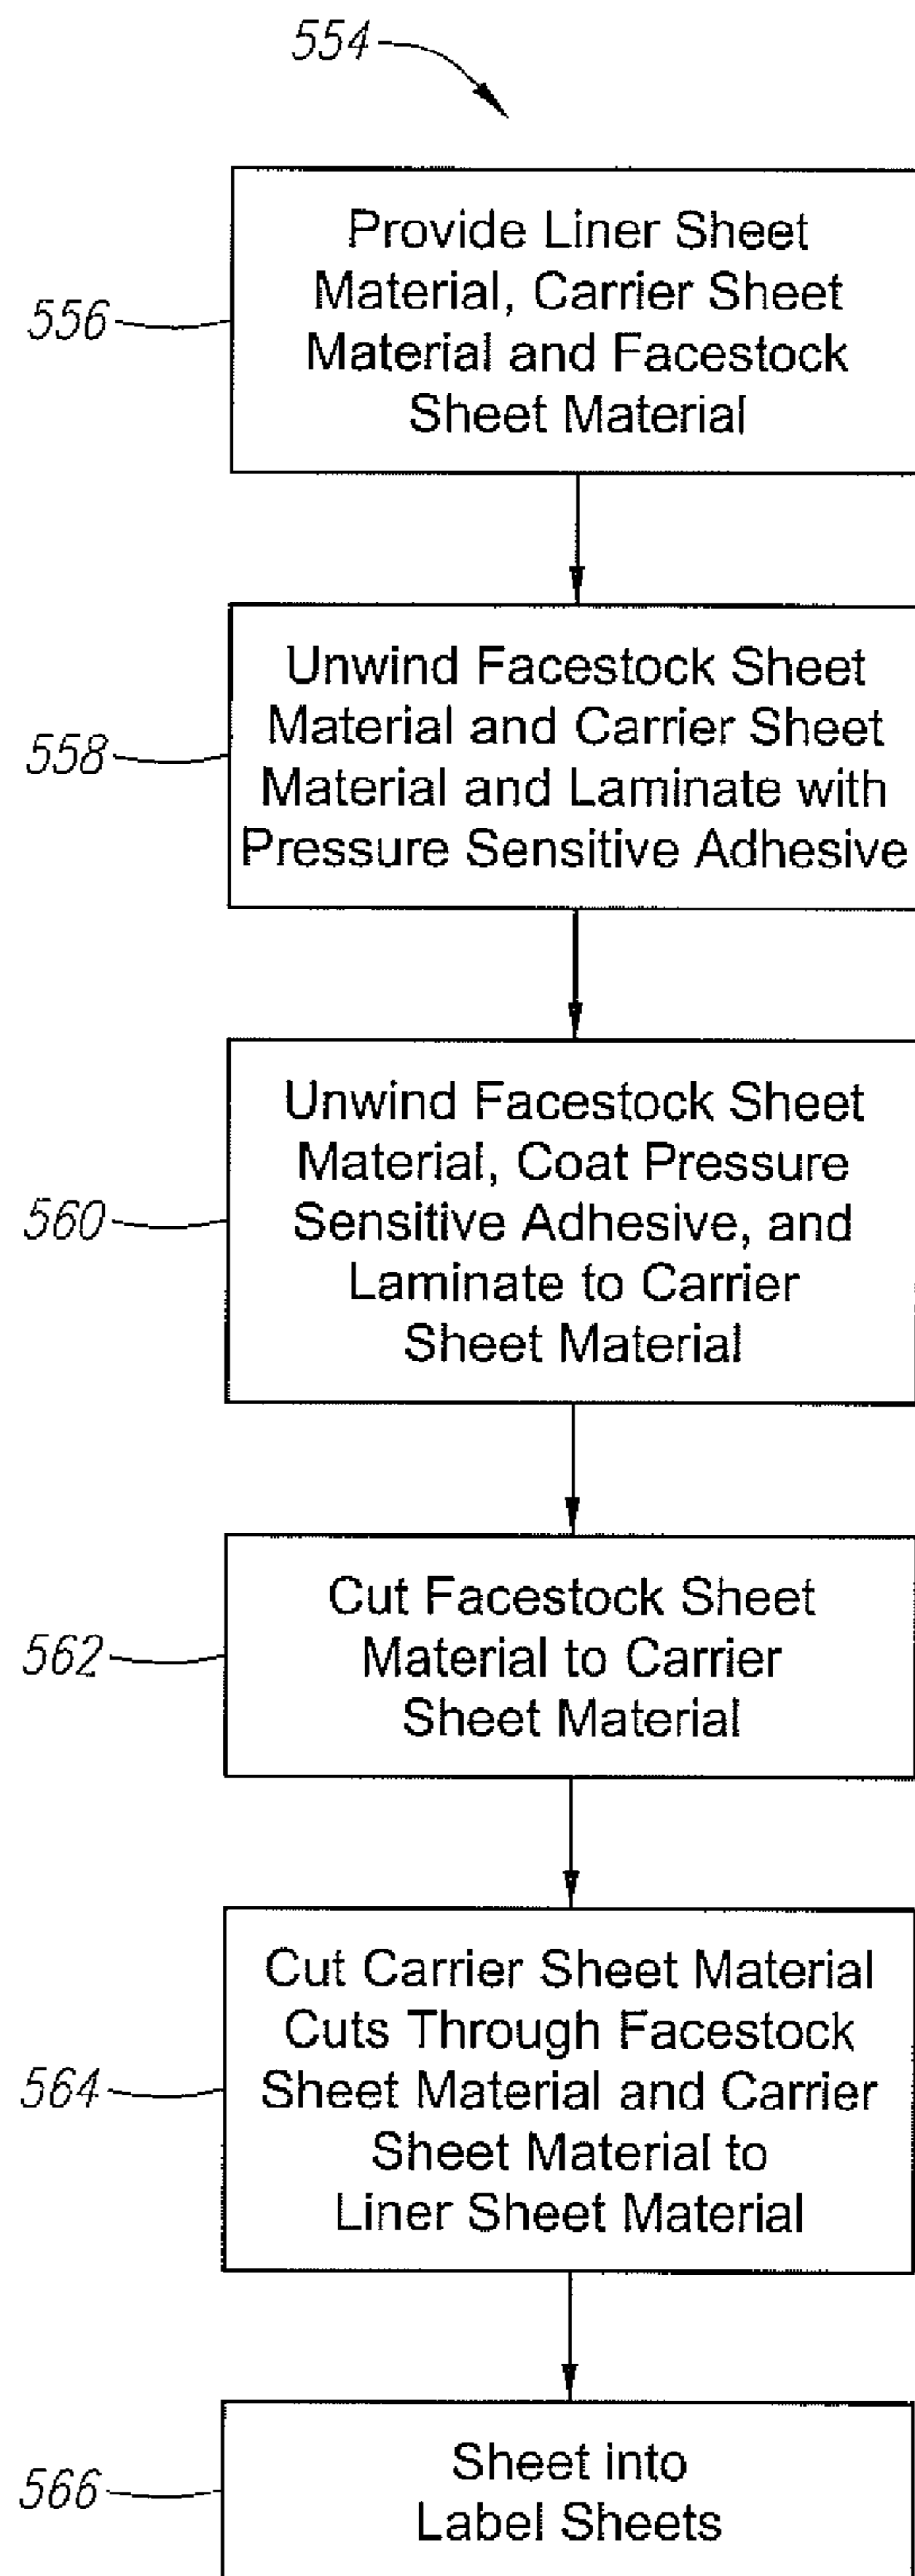 554
Provide Liner Sheet
Material, Carrier Sheet
Material and Facestock
Sheet Material
556
Unwind Facestock Sheet
Material and Carrier Sheet
Material and Laminate with
Pressure Sensitive Adhesive
558
Unwind Facestock Sheet
Material, Coat Pressure
Sensitive Adhesive, and
Laminate to Carrier
Sheet Material
560
Cut Facestock Sheet
Material to Carrier
Sheet Material
562
Cut Carrier Sheet Material
Cuts Through Facestock
Sheet Material and Carrier
Sheet Material to
Liner Sheet Material
564
Sheet into
Label Sheets
566